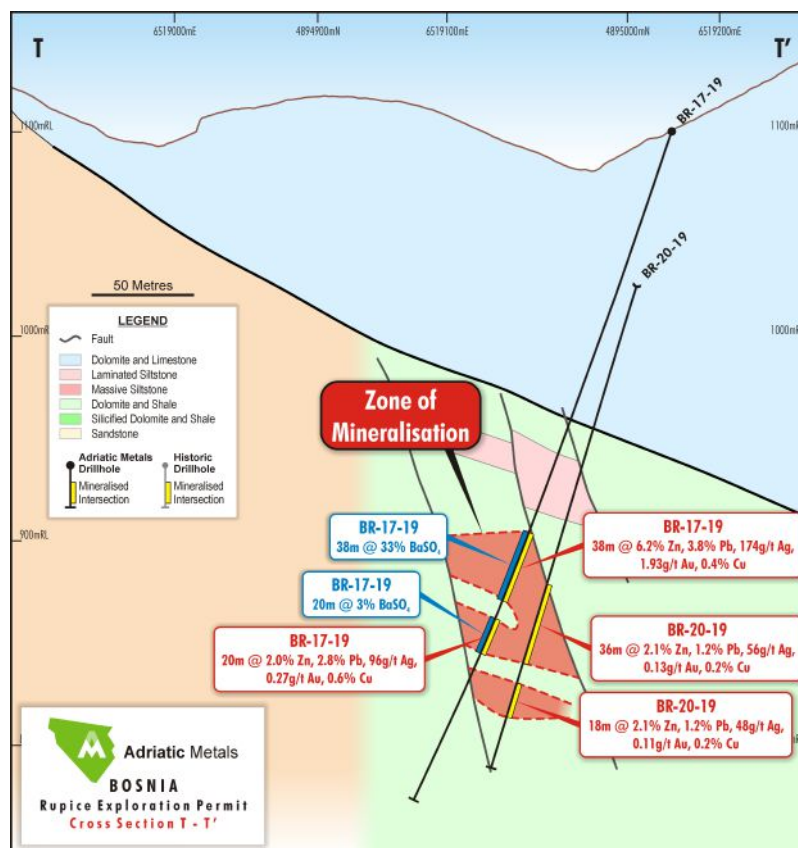 6519000mE
4894900mN
6519100mE
4895000mN
6519200mE
T
T'
1100mRL
1100mRL
BR-17-19
BR-20-19
50 Metres
1000mRL
1000mRL
LEGEND
Fault
Dolomite and Limestone
Laminated Siltstone
Massive Siltstone
Dolomite and Shale
Silicified Dolomite and Shale
Sandstone
Adriatic Metals
Drillhole
Mineralised
Intersection
Historic
Drillhole
Mineralised
Intersection
Zone of
Mineralisation
900mRL
900mRL
BR-17-19
38m @ 33% BaSO₄
BR-17-19
38m @ 6.2% Zn, 3.8% Pb, 174g/t Ag,
1.93g/t Au, 0.4% Cu
BR-17-19
20m @ 3% BaSO₄
BR-17-19
20m @ 2.0% Zn, 2.8% Pb, 96g/t Ag,
0.27g/t Au, 0.6% Cu
BR-20-19
36m @ 2.1% Zn, 1.2% Pb, 56g/t Ag,
0.13g/t Au, 0.2% Cu
BR-20-19
18m @ 2.1% Zn, 1.2% Pb, 48g/t Ag,
0.11g/t Au, 0.2% Cu
Adriatic Metals
BOSNIA
Rupice Exploration Permit
Cross Section T - T'